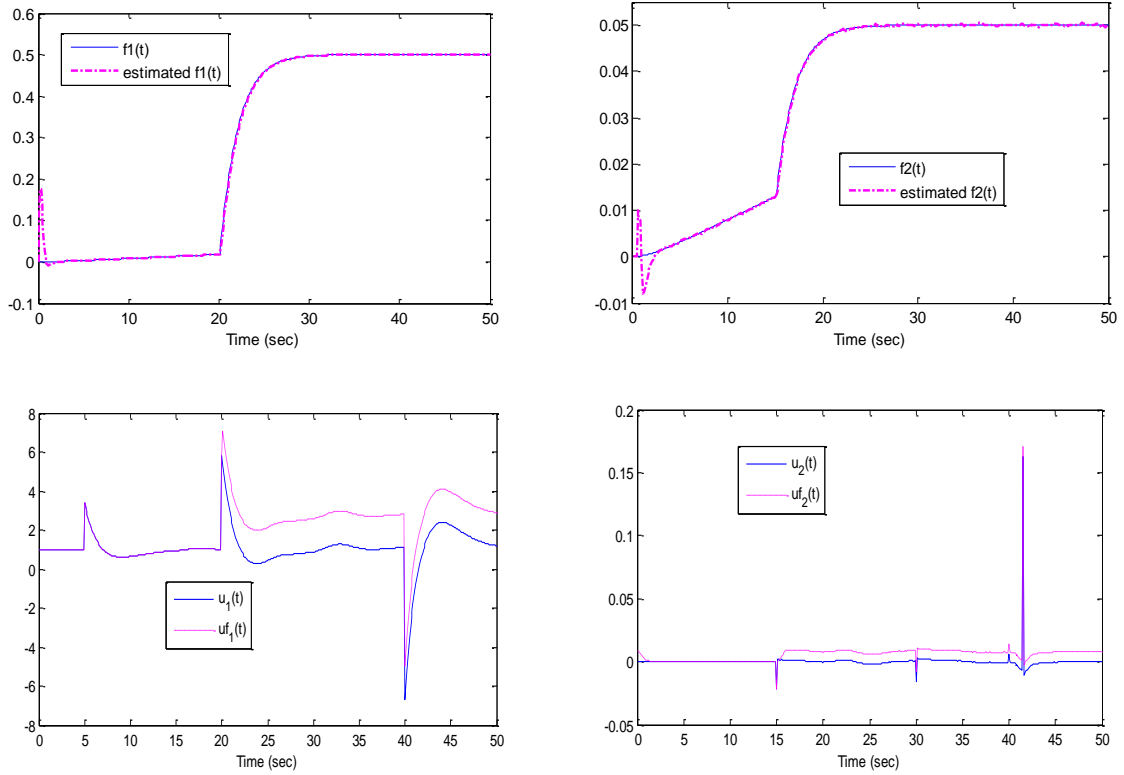 0.6
0.5
0.4
0.3
0.2
0.1
0
-0.1
f1(t)
estimated f1(t)
0 10 20 30 40 50
Time (sec)
0.05
0.04
0.03
0.02
0.01
0
-0.01
f2(t)
estimated f2(t)
0 10 20 30 40 50
Time (sec)
8
6
4
2
0
-2
-4
-6
-8
u1(t)
uf1(t)
0 5 10 15 20 25 30 35 40 45 50
Time (sec)
0.2
0.15
0.1
0.05
0
-0.05
u2(t)
uf2(t)
0 5 10 15 20 25 30 35 40 45 50
Time (sec)